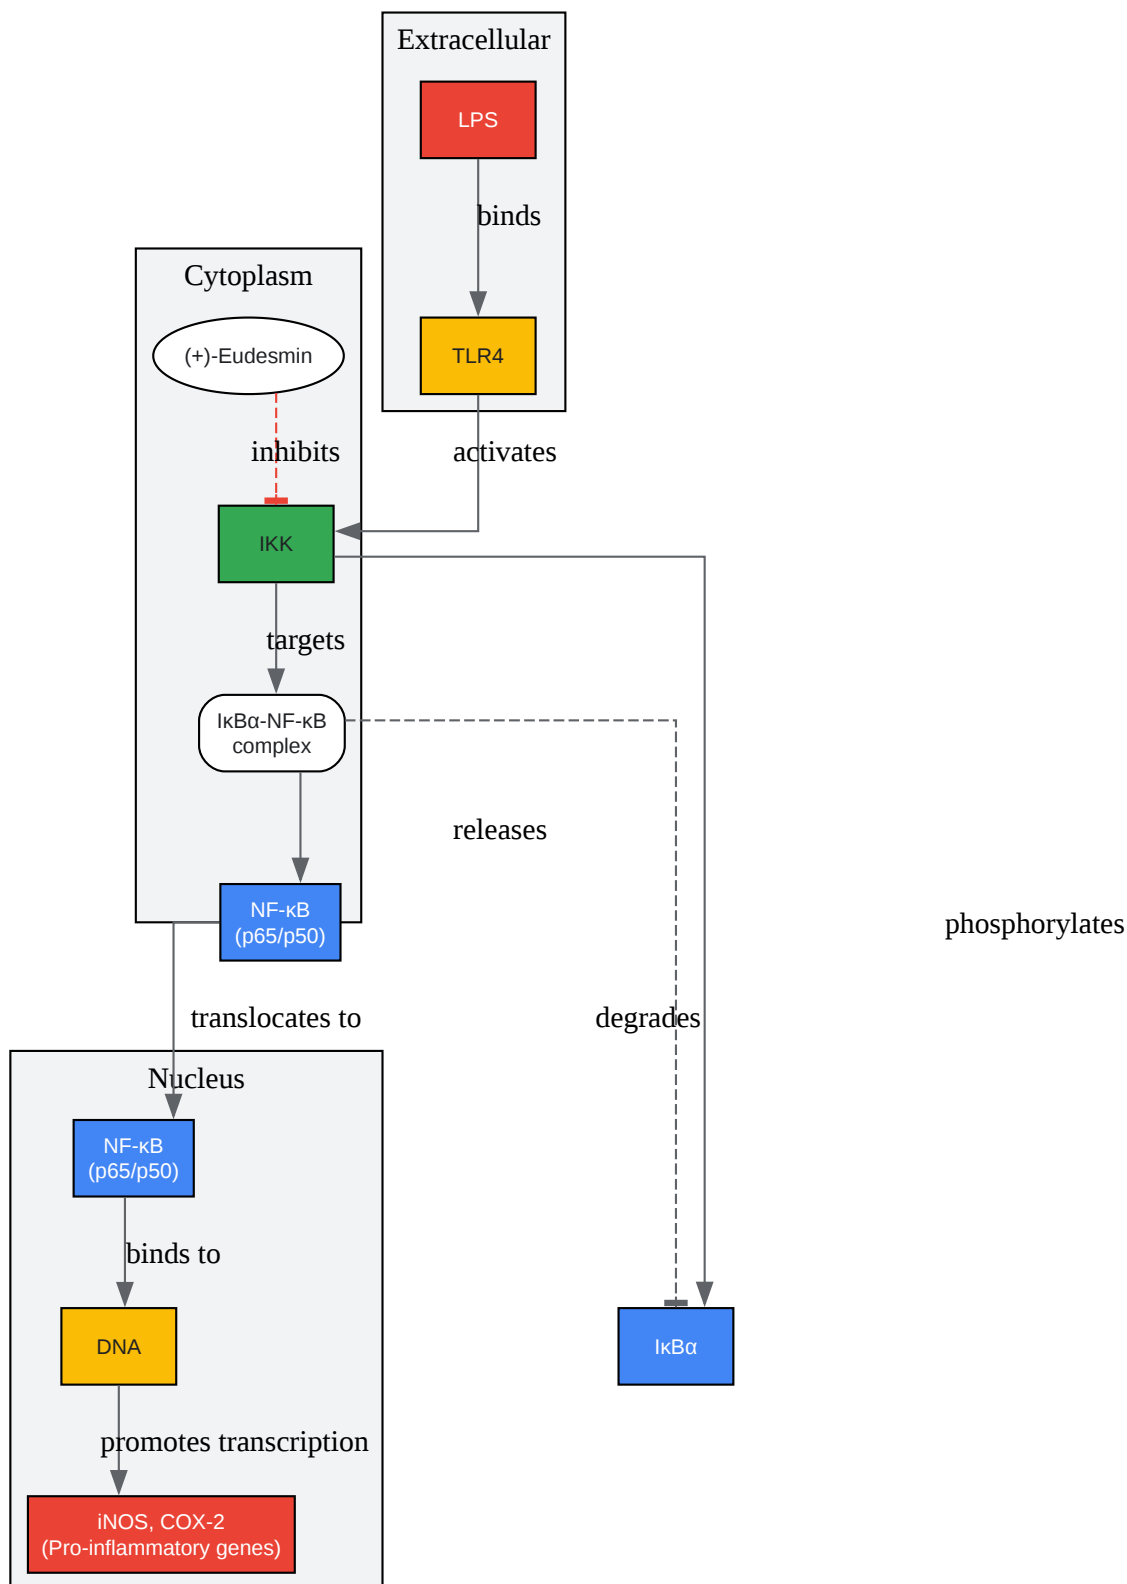 Extracellular
LPS
binds
Cytoplasm
(+)-Eudesmin
TLR4
inhibits
activates
IKK
targets
IκBα-NF-κB
complex
releases
NF-κB
(p65/p50)
phosphorylates
translocates to
degrades
Nucleus
NF-κB
(p65/p50)
binds to
DNA
IκBα
promotes transcription
iNOS, COX-2
(Pro-inflammatory genes)